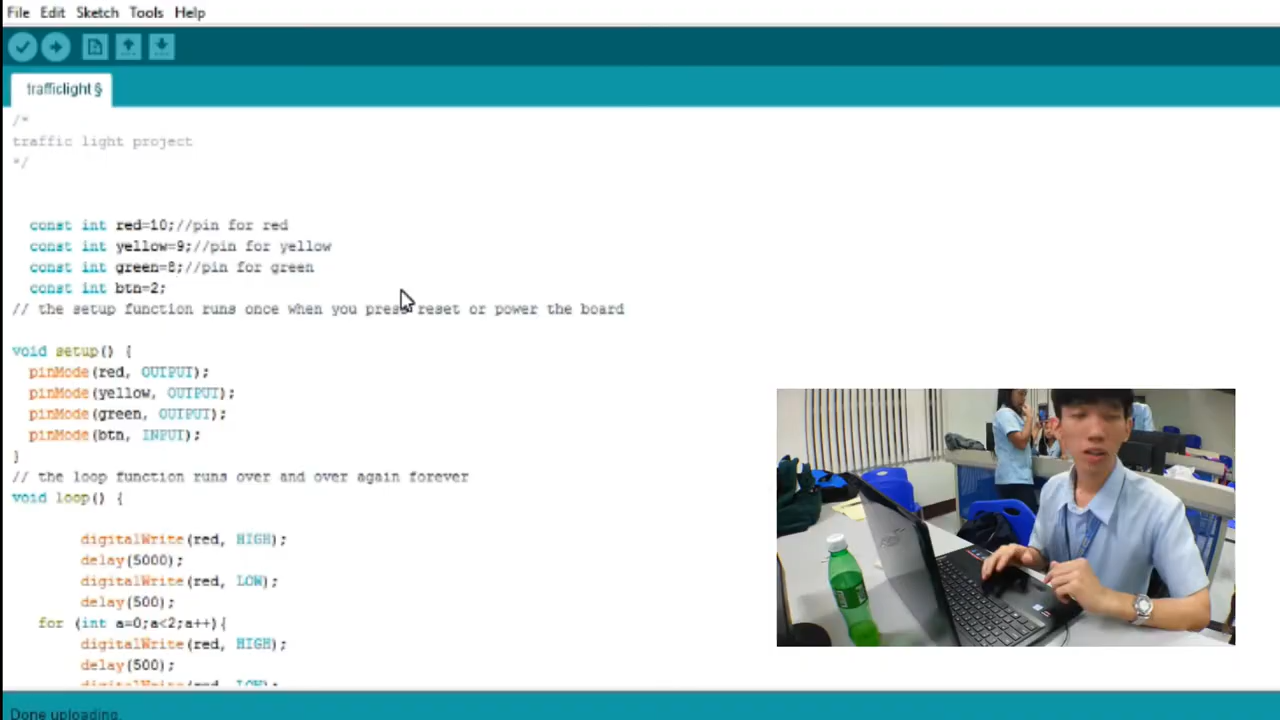 File Edit Sketch Tools Help
trafficlight §
/*
traffic light project
*/
const int red=10;//pin for red
const int yellow=9;//pin for yellow
const int green=8;//pin for green
const int btn=2;
// the setup function runs once when you press reset or power the board
void setup() {
pinMode(red, OUTPUT);
pinMode(yellow, OUTPUT);
pinMode(green, OUTPUT);
pinMode(btn, INPUT);
}
// the loop function runs over and over again forever
void loop() {
digitalWrite(red, HIGH);
delay(5000);
digitalWrite(red, LOW);
delay(500);
for (int a=0;a<2;a++){
digitalWrite(red, HIGH);
delay(500);
digitalWrite(red, LOW);
Done uploading.